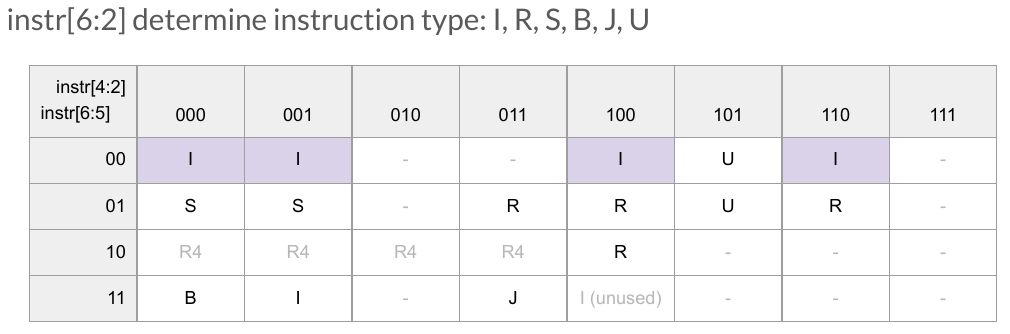 instr[6:2] determine instruction type: I, R, S, B, J, U
instr[4:2]
instr[6:5] 000 001 010 011 100 101 110 111
00 I I - - I U I -
01 S S - R R U R -
10 R4 R4 R4 R4 R - - -
11 B I - J I (unused) - - -